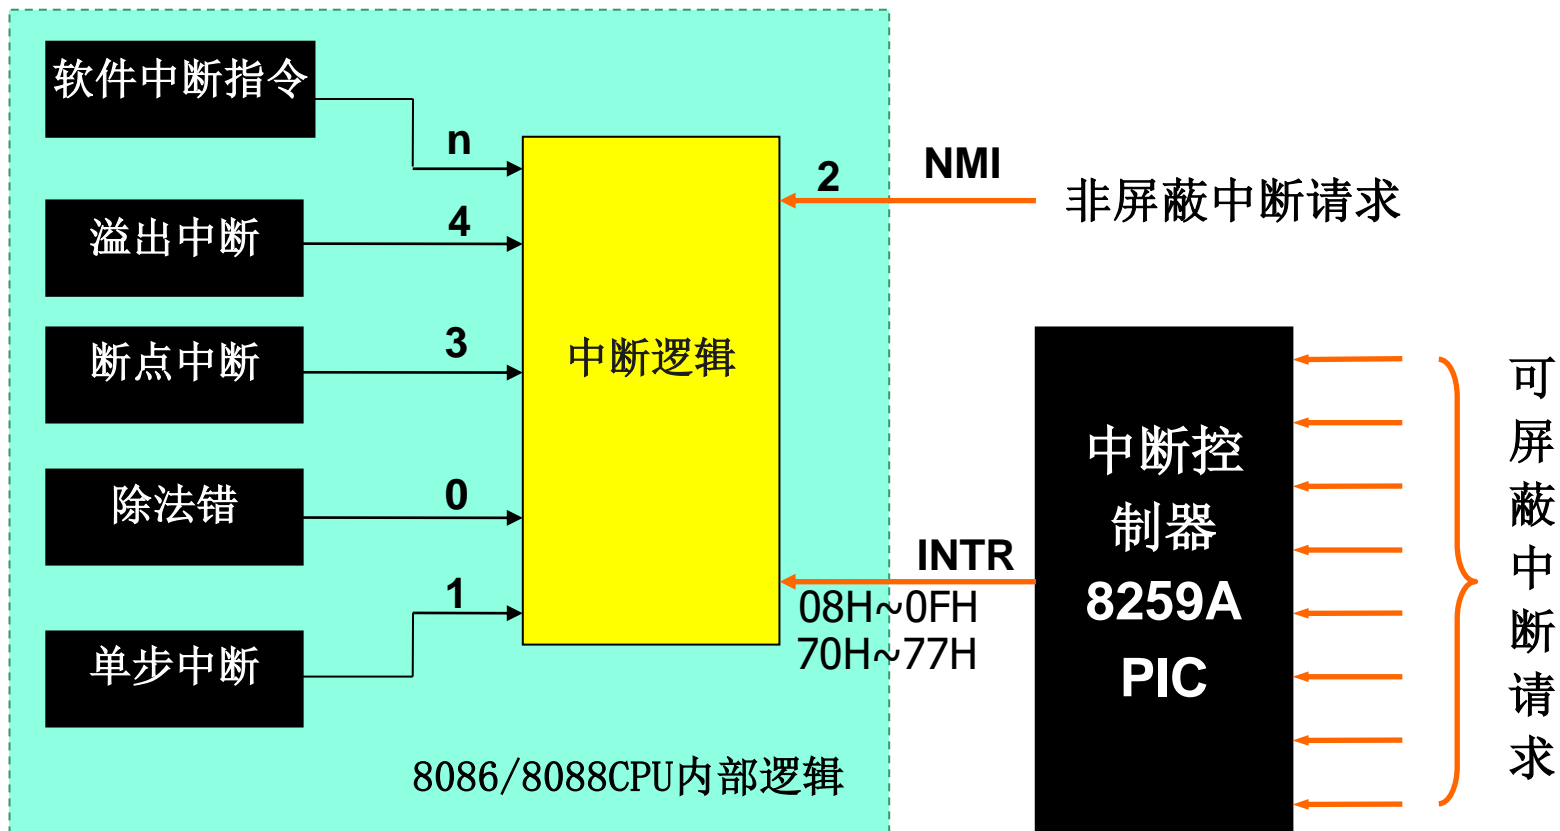 软件中断指令
n
溢出中断
4
断点中断
3
除法错
0
单步中断
1
中断逻辑
2
NMI
非屏蔽中断请求
INTR
08H~0FH
70H~77H
中断控
制器
8259A
PIC
可屏蔽中断请求
8086/8088CPU内部逻辑